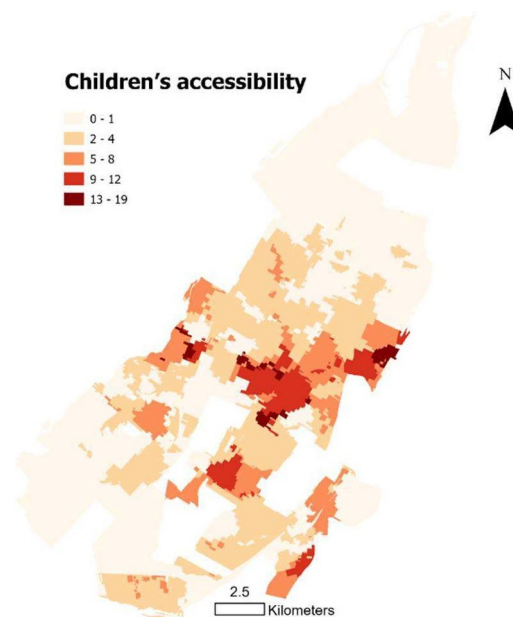 Children's accessibility
N
0 - 1
2 - 4
5 - 8
9 - 12
13 - 19
2.5
Kilometers